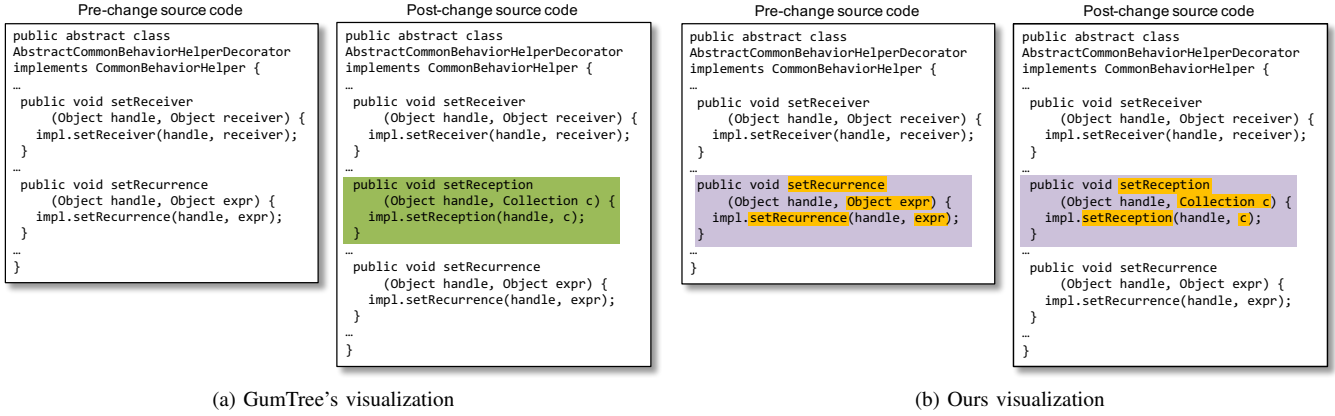 Pre-change source code
public abstract class
AbstractCommonBehaviorHelperDecorator
implements CommonBehaviorHelper {
…
public void setReceiver
(Object handle, Object receiver) {
impl.setReceiver(handle, receiver);
}
…
public void setRecurrence
(Object handle, Object expr) {
impl.setRecurrence(handle, expr);
}
…
}
Post-change source code
public abstract class
AbstractCommonBehaviorHelperDecorator
implements CommonBehaviorHelper {
…
public void setReceiver
(Object handle, Object receiver) {
impl.setReceiver(handle, receiver);
}
…
public void setReception
(Object handle, Collection c) {
impl.setReception(handle, c);
}
…
public void setRecurrence
(Object handle, Object expr) {
impl.setRecurrence(handle, expr);
}
…
}
(a) GumTree's visualization
Pre-change source code
public abstract class
AbstractCommonBehaviorHelperDecorator
implements CommonBehaviorHelper {
…
public void setReceiver
(Object handle, Object receiver) {
impl.setReceiver(handle, receiver);
}
…
public void setRecurrence
(Object handle, Object expr) {
impl.setRecurrence(handle, expr);
}
…
}
Post-change source code
public abstract class
AbstractCommonBehaviorHelperDecorator
implements CommonBehaviorHelper {
…
public void setReceiver
(Object handle, Object receiver) {
impl.setReceiver(handle, receiver);
}
…
public void setReception
(Object handle, Collection c) {
impl.setReception(handle, c);
}
…
public void setRecurrence
(Object handle, Object expr) {
impl.setRecurrence(handle, expr);
}
…
}
(b) Ours visualization